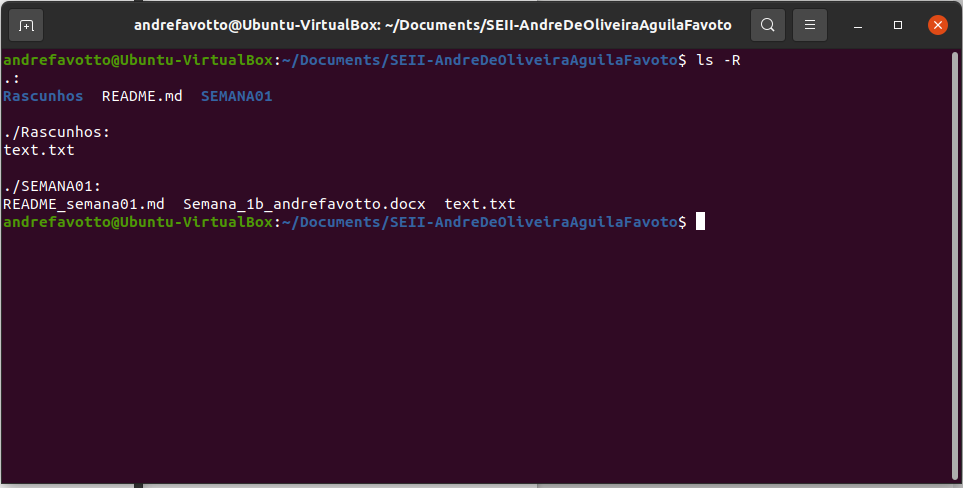 andrefavotto@Ubuntu-VirtualBox: ~/Documents/SEII-AndreDeOliveiraAguilaFavoto
andrefavotto@Ubuntu-VirtualBox:~/Documents/SEII-AndreDeOliveiraAguilaFavoto$ ls -R
.:
Rascunhos  README.md  SEMANA01
./Rascunhos:
text.txt
./SEMANA01:
README_semana01.md  Semana_1b_andrefavotto.docx  text.txt
andrefavotto@Ubuntu-VirtualBox:~/Documents/SEII-AndreDeOliveiraAguilaFavoto$